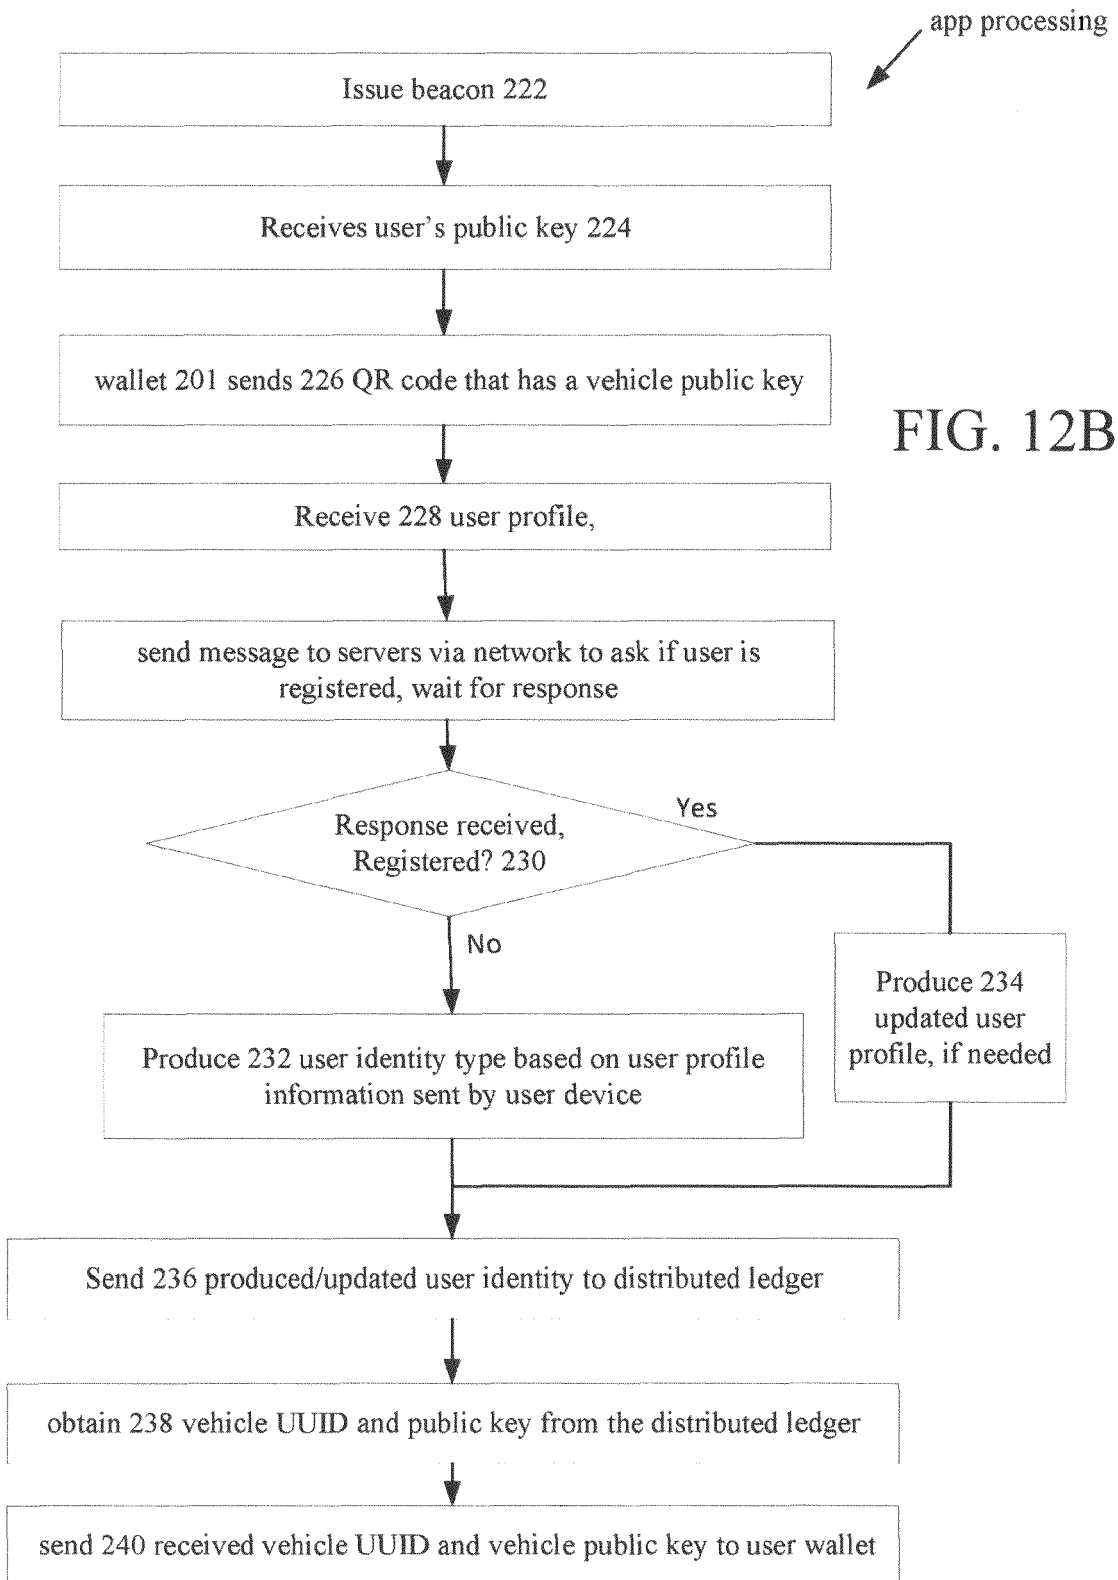 app processing
Issue beacon 222
Receives user's public key 224
wallet 201 sends 226 QR code that has a vehicle public key
FIG. 12B
Receive 228 user profile,
send message to servers via network to ask if user is
registered, wait for response
Response received,
Registered? 230
Yes
No
Produce 234
updated user
profile, if needed
Produce 232 user identity type based on user profile
information sent by user device
Send 236 produced/updated user identity to distributed ledger
obtain 238 vehicle UUID and public key from the distributed ledger
send 240 received vehicle UUID and vehicle public key to user wallet